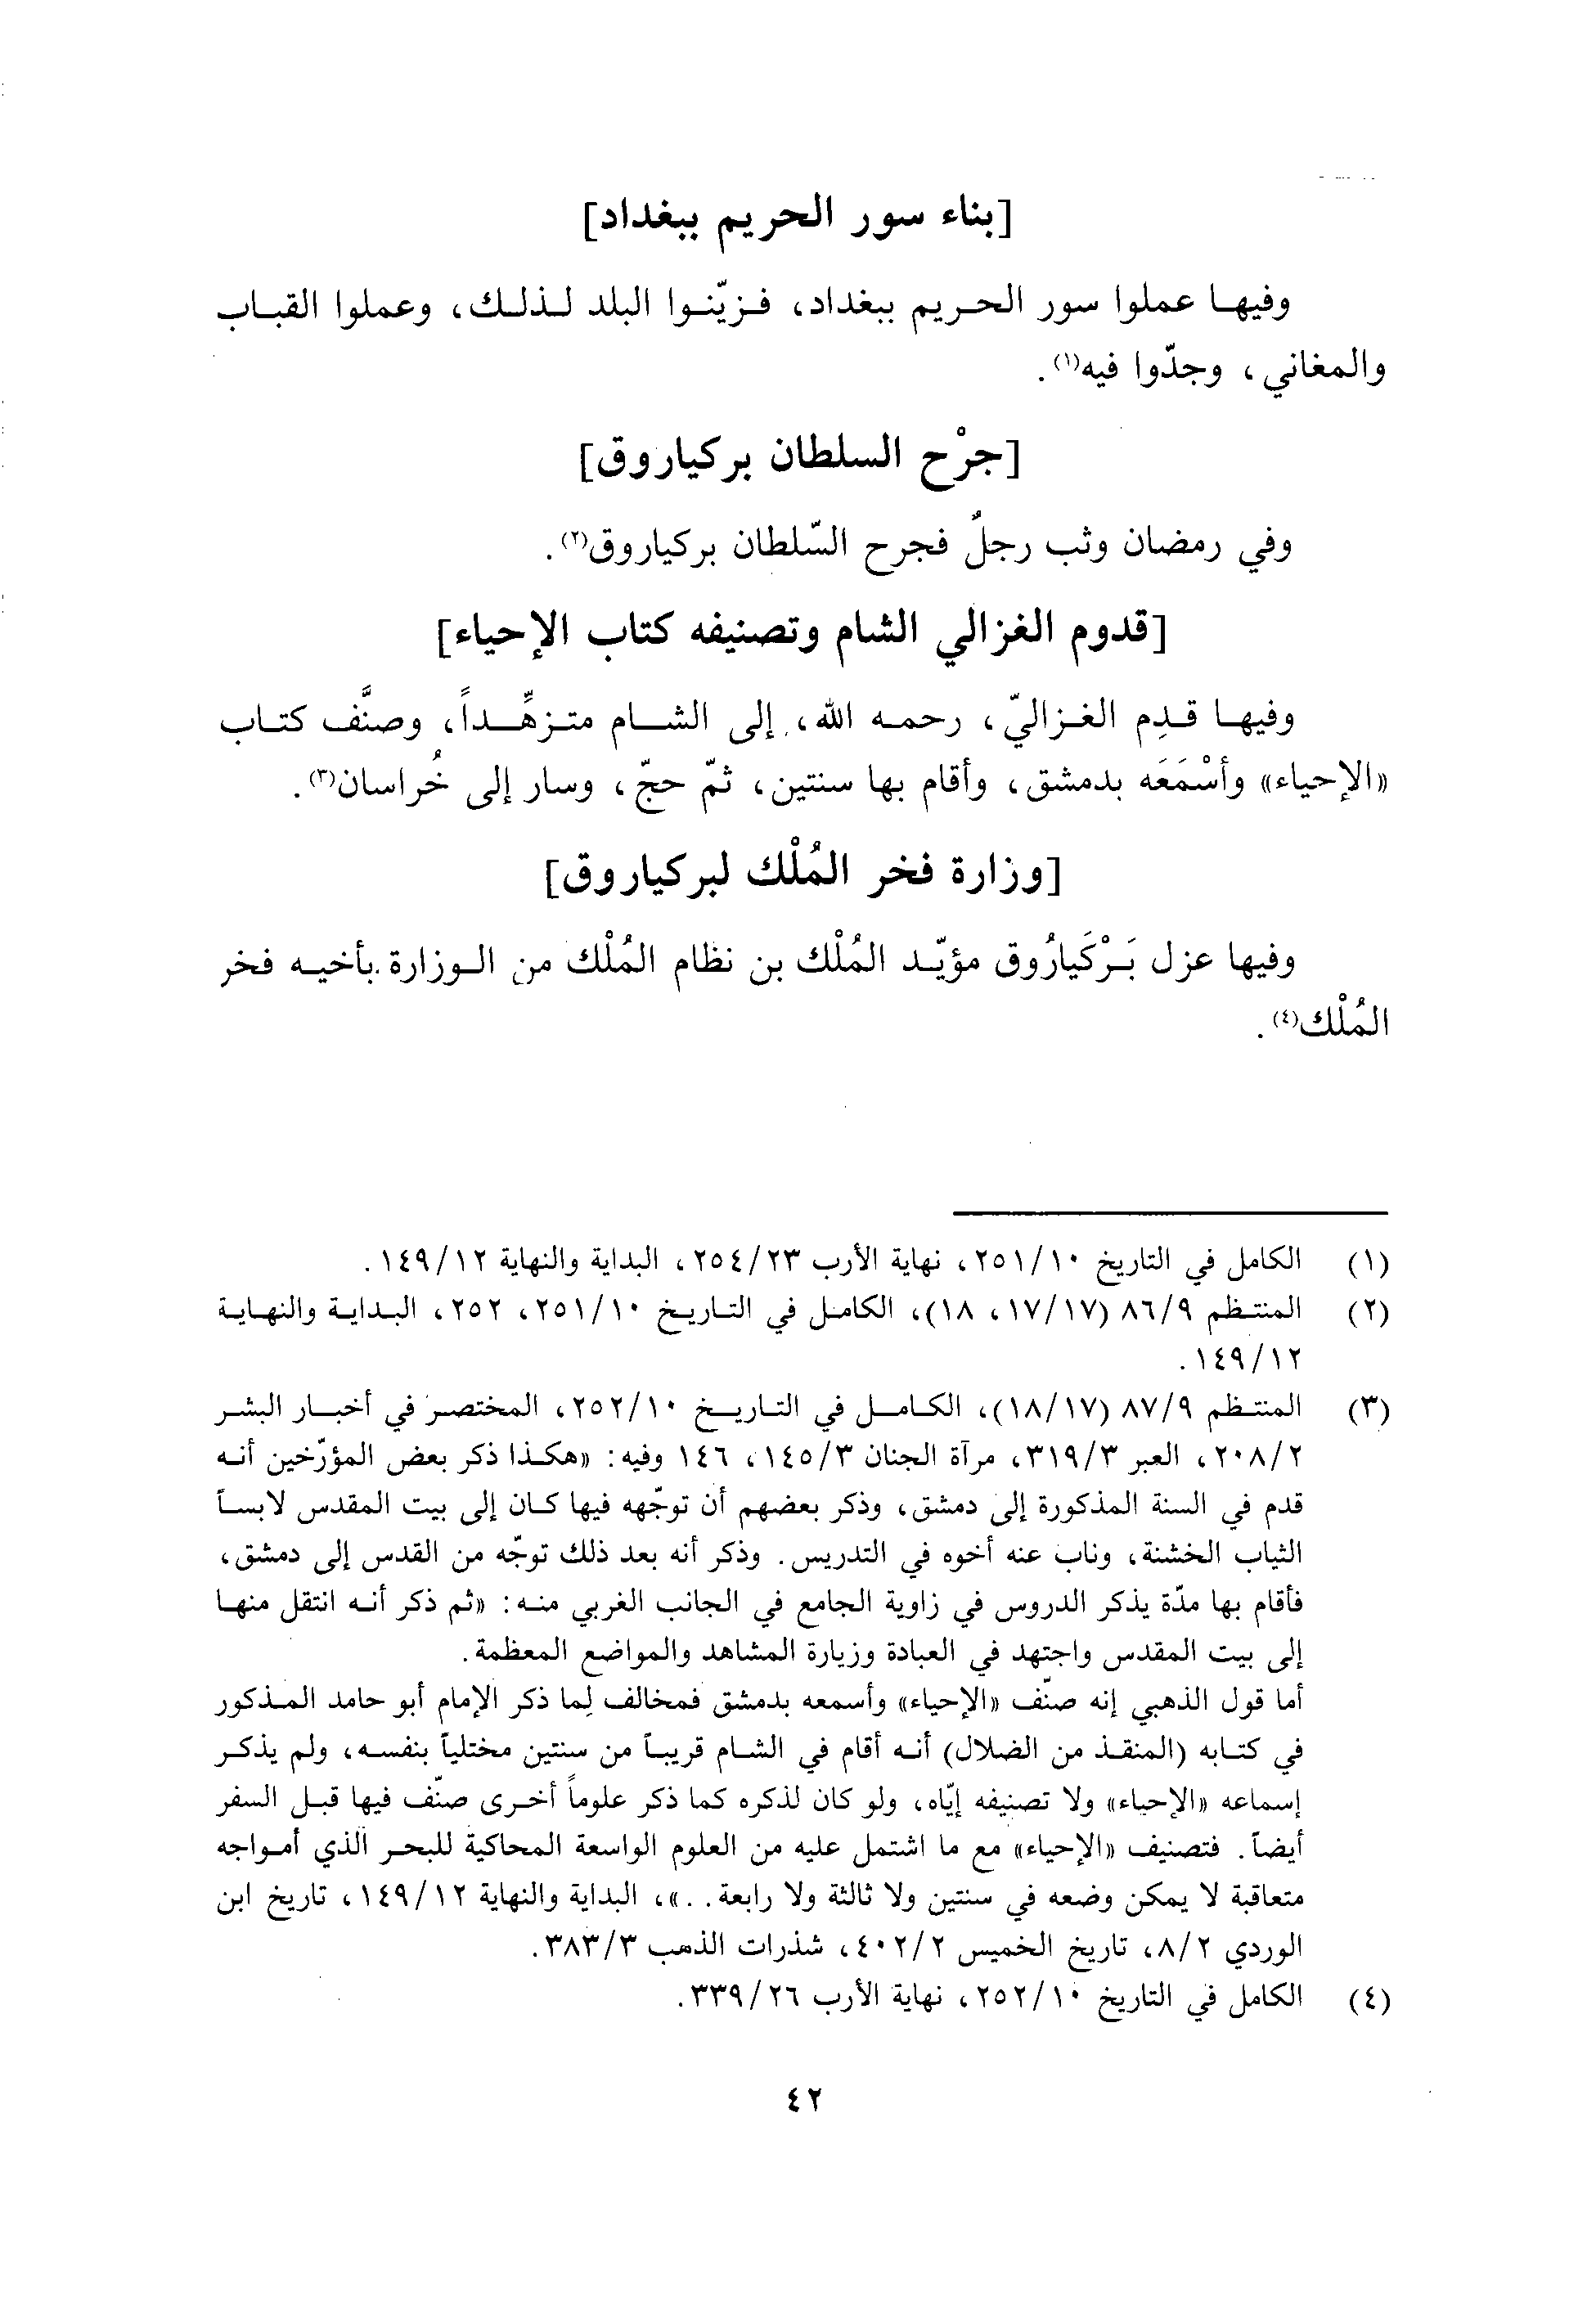 [بناء سور الحريم ببغداد]
وفيها عملوا سور الحريم ببغداد، فزيّنوا البلد لذلك، وعملوا القباب
والمغاني، وجدّوا فيه(١).
[جرْح السلطان بركياروق]
وفي رمضان وثب رجلٌ فجرح السّلطان بركياروق(٢).
[قدوم الغزالي الشام وتصنيفه كتاب الإحياء]
وفيها قدِم الغزاليّ، رحمه الله، إلى الشام متزهِّداً، وصنَّف كتاب
«الإحياء» وأسْمَعَه بدمشق، وأقام بها سنتين، ثمّ حجّ، وسار إلى خُراسان(٣).
[وزارة فخر المُلْك لبركياروق]
وفيها عزل بَرْكَيارُوق مؤيّد المُلْك بن نظام المُلْك من الوزارة بأخيه فخر
المُلْك(٤).
(١) الكامل في التاريخ ٢٥١/١٠، نهاية الأرب ٢٥٤/٢٣، البداية والنهاية ١٤٩/١٢.
(٢) المنتظم ٨٦/٩ (١٧/١٧، ١٨)، الكامل في التاريخ ٢٥١/١٠، ٢٥٢، البداية والنهاية
١٤٩/١٢.
(٣) المنتظم ٨٧/٩ (١٨/١٧)، الكامل في التاريخ ٢٥٢/١٠، المختصر في أخبار البشر
٢٠٨/٢، العبر ٣١٩/٣، مرآة الجنان ١٤٥/٣، ١٤٦ وفيه: «هكذا ذكر بعض المؤرّخين أنه
قدم في السنة المذكورة إلى دمشق، وذكر بعضهم أن توجّهه فيها كان إلى بيت المقدس لابساً
الثياب الخشنة، وناب عنه أخوه في التدريس. وذكر أنه بعد ذلك توجّه من القدس إلى دمشق،
فأقام بها مدّة يذكر الدروس في زاوية الجامع في الجانب الغربي منه: «ثم ذكر أنه انتقل منها
إلى بيت المقدس واجتهد في العبادة وزيارة المشاهد والمواضع المعظمة.
أما قول الذهبي إنه صنّف «الإحياء» وأسمعه بدمشق فمخالف لِما ذكر الإمام أبو حامد المذكور
في كتابه (المنقذ من الضلال) أنه أقام في الشام قريباً من سنتين مختلياً بنفسه، ولم يذكر
إسماعه «الإحياء» ولا تصنيفه إيّاه، ولو كان لذكره كما ذكر علوماً أخرى صنّف فيها قبل السفر
أيضاً. فتصنيف «الإحياء» مع ما اشتمل عليه من العلوم الواسعة المحاكية للبحر الذي أمواجه
متعاقبة لا يمكن وضعه في سنتين ولا ثالثة ولا رابعة. .»، البداية والنهاية ١٤٩/١٢، تاريخ ابن
الوردي ٨/٢، تاريخ الخميس ٤٠٢/٢، شذرات الذهب ٣٨٣/٣.
(٤) الكامل في التاريخ ٢٥٢/١٠، نهاية الأرب ٣٣٩/٢٦.
٤٢